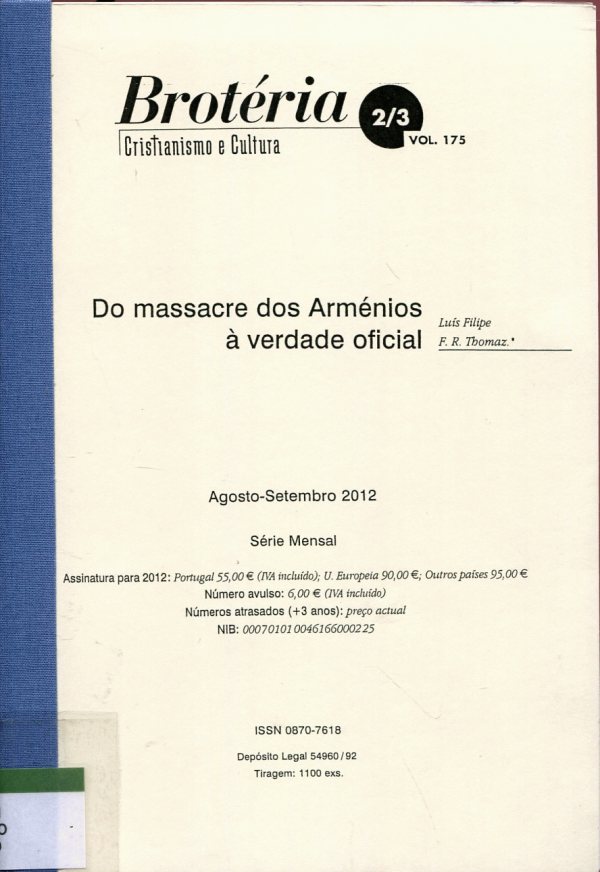 Brotéria
2/3
VOL. 175
Cristianismo e Cultura
Do massacre dos Arménios
à verdade oficial
Luís Filipe
F. R. Thomaz.*
Agosto-Setembro 2012
Série Mensal
Assinatura para 2012: Portugal 55,00 € (IVA incluído); U. Europeia 90,00 €; Outros países 95,00 €
Número avulso: 6,00 € (IVA incluído)
Números atrasados (+3 anos): preço actual
NIB: 000701010046166000225
ISSN 0870-7618
Depósito Legal 54960/92
Tiragem: 1100 exs.